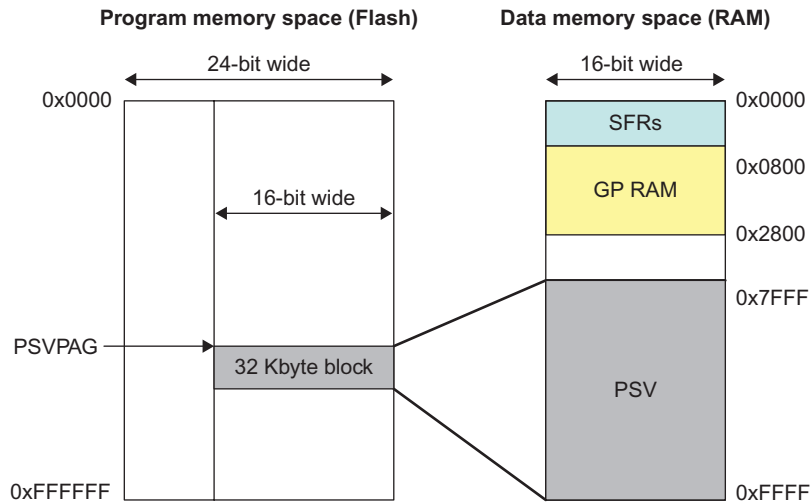 Program memory space (Flash)
Data memory space (RAM)
24-bit wide
16-bit wide
0x0000
0x0000
SFRs
0x0800
GP RAM
16-bit wide
0x2800
0x7FFF
PSVPAG
32 Kbyte block
PSV
0xFFFFFF
0xFFFF